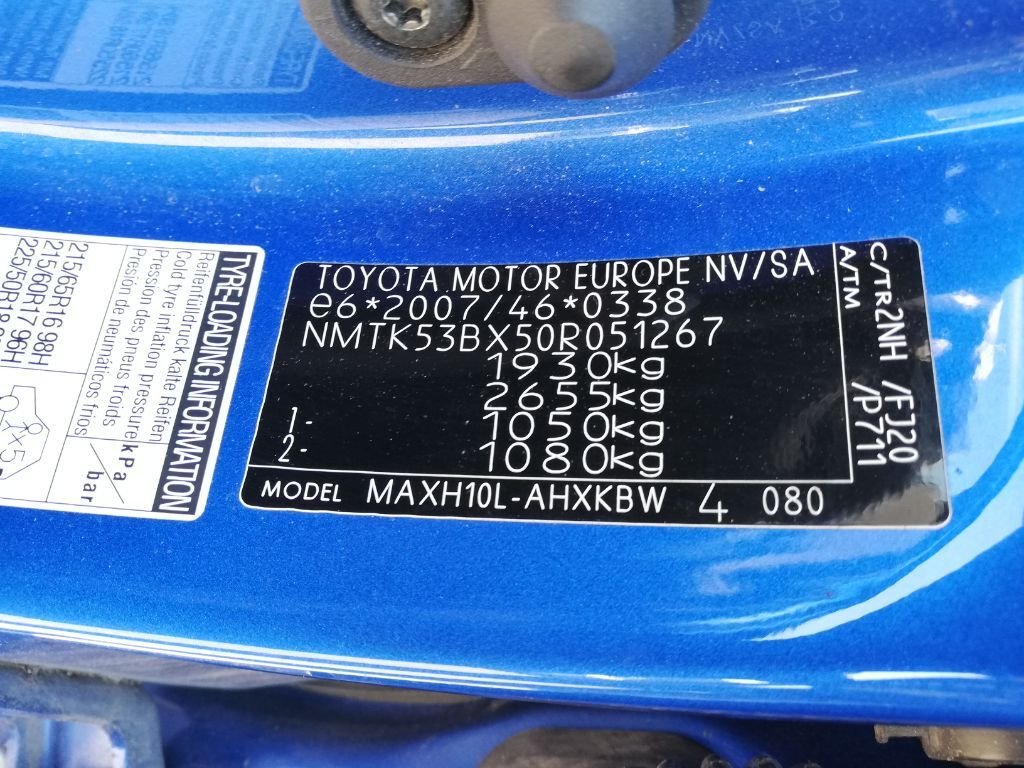 TYRE-LOADING INFORMATION
Reifenfülldruck kalte Reifen
Cold tyre inflation pressure
Pression des pneus froids
Presión de neumáticos fríos
kPa/bar
215/65R16 98H
215/60R17 96H
×5
TOYOTA MOTOR EUROPE NV/SA
e6*2007/46*0338
NMTK53BX50R051267
1930kg
2655kg
1- 1050kg
2- 1080kg
C/TR2NH /FJ20
A/TM /P711
MODEL MAXH10L-AHXKBW 4 080